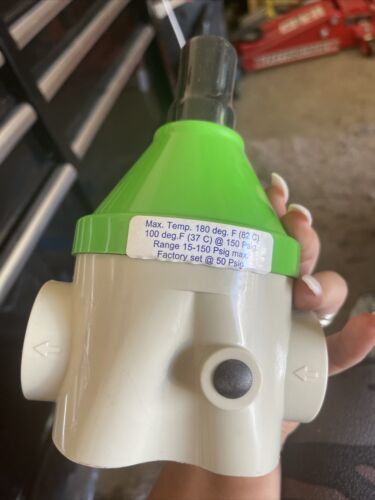 Max. Temp. 180 deg. F (82 C)
100 deg.F (37 C) @ 150 Psig
Range 15-150 Psig max.
Factory set @ 50 Psig